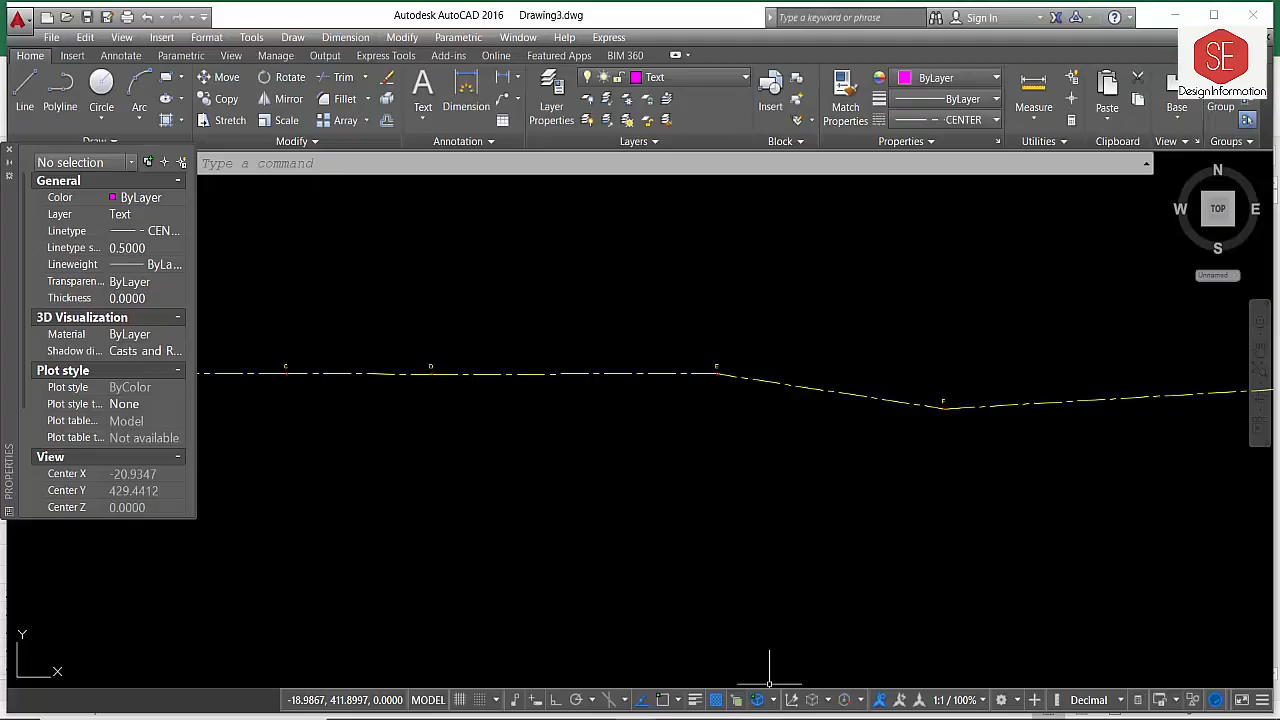 Autodesk AutoCAD 2016 Drawing3.dwg
Type a keyword or phrase
Sign In
File Edit View Insert Format Tools Draw Dimension Modify Parametric Window Help Express
Home Insert Annotate Parametric View Manage Output Express Tools Add-ins Online Featured Apps BIM 360
SE
Design Information
Line Polyline Circle Arc
Move Rotate Trim
Copy Mirror Fillet
Stretch Scale Array
Text Dimension
Layer Properties
Text
Insert
Match Properties
ByLayer
ByLayer
CENTER
Measure
Paste
Base
Group
Draw Modify Annotation Layers Block Properties Utilities Clipboard View Groups
No selection
Type a command
General
Color ByLayer
Layer Text
Linetype CEN...
Linetype s... 0.5000
Lineweight ByLa...
Transparen... ByLayer
Thickness 0.0000
3D Visualization
Material ByLayer
Shadow di... Casts and R...
Plot style
Plot style ByColor
Plot style t... None
Plot table... Model
Plot table t... Not available
View
Center X -20.9347
Center Y 429.4412
Center Z 0.0000
PROPERTIES
N
W TOP E
S
Unnamed
C D E
F
Y
X
-18.9867, 411.8997, 0.0000 MODEL 1:1 / 100% Decimal